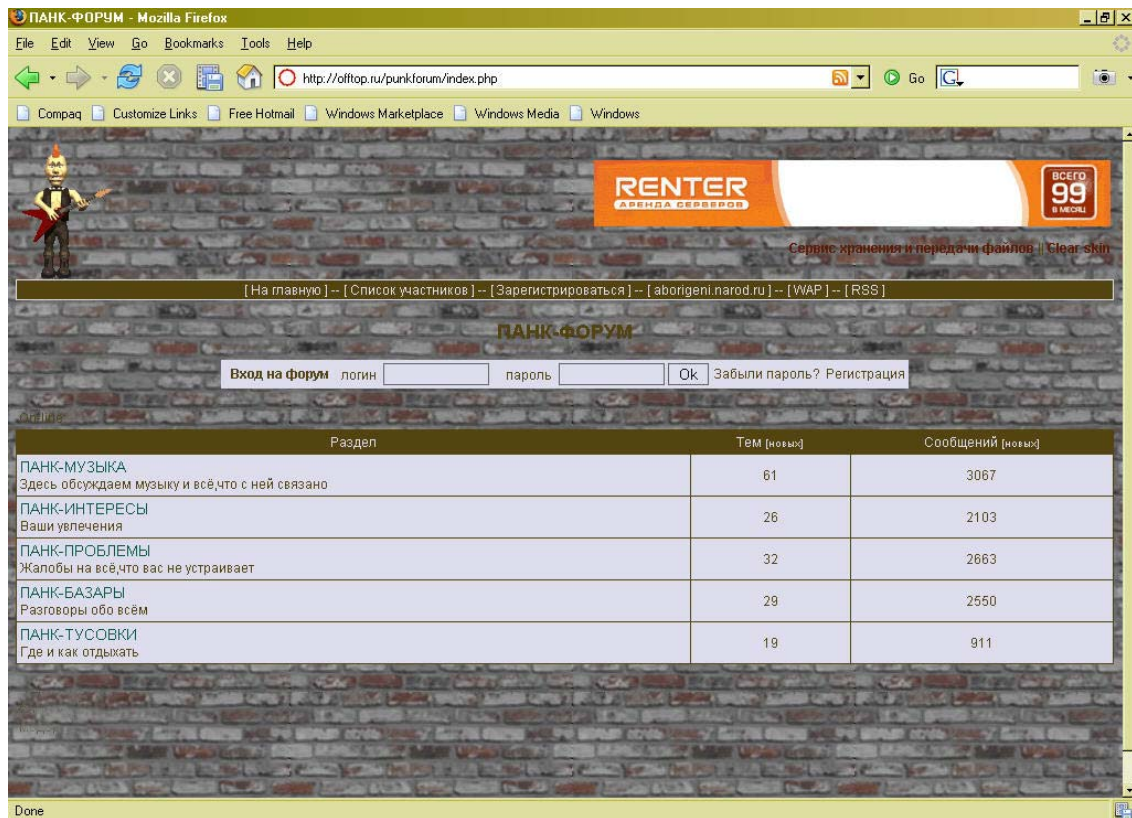 ПАНК-ФОРУМ - Mozilla Firefox
File Edit View Go Bookmarks Tools Help
http://offtop.ru/punkforum/index.php Go G
Compaq Customize Links Free Hotmail Windows Marketplace Windows Media Windows
RENTER
АРЕНДА СЕРВЕРОВ
ВСЕГО
99
В МЕСЯЦ
Сервис хранения и передачи файлов || Clear skin
[ На главную ] -- [ Список участников ] -- [ Зарегистрироваться ] -- [ aborigeni.narod.ru ] -- [ WAP ] -- [ RSS ]
ПАНК-ФОРУМ
Вход на форум логин пароль Ok Забыли пароль? Регистрация
Раздел Тем [новых] Сообщений [новых]
ПАНК-МУЗЫКА
Здесь обсуждаем музыку и всё,что с ней связано
61 3067
ПАНК-ИНТЕРЕСЫ
Ваши увлечения
26 2103
ПАНК-ПРОБЛЕМЫ
Жалобы на всё,что вас не устраивает
32 2663
ПАНК-БАЗАРЫ
Разговоры обо всём
29 2550
ПАНК-ТУСОВКИ
Где и как отдыхать
19 911
Done